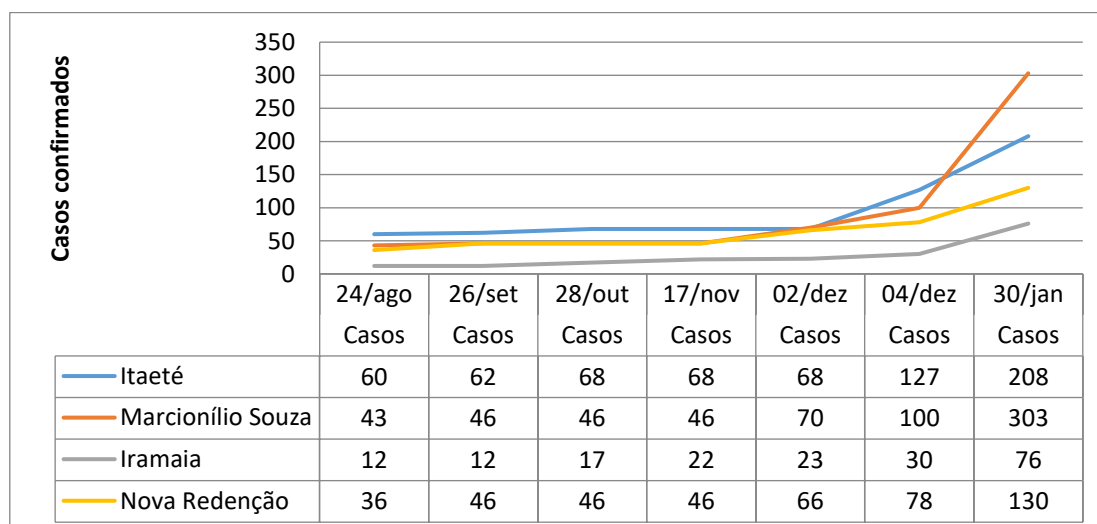 Casos confirmados
350
300
250
200
150
100
50
0
24/ago 26/set 28/out 17/nov 02/dez 04/dez 30/jan
Casos Casos Casos Casos Casos Casos Casos
Itaeté 60 62 68 68 68 127 208
Marcionílio Souza 43 46 46 46 70 100 303
Iramaia 12 12 17 22 23 30 76
Nova Redenção 36 46 46 46 66 78 130